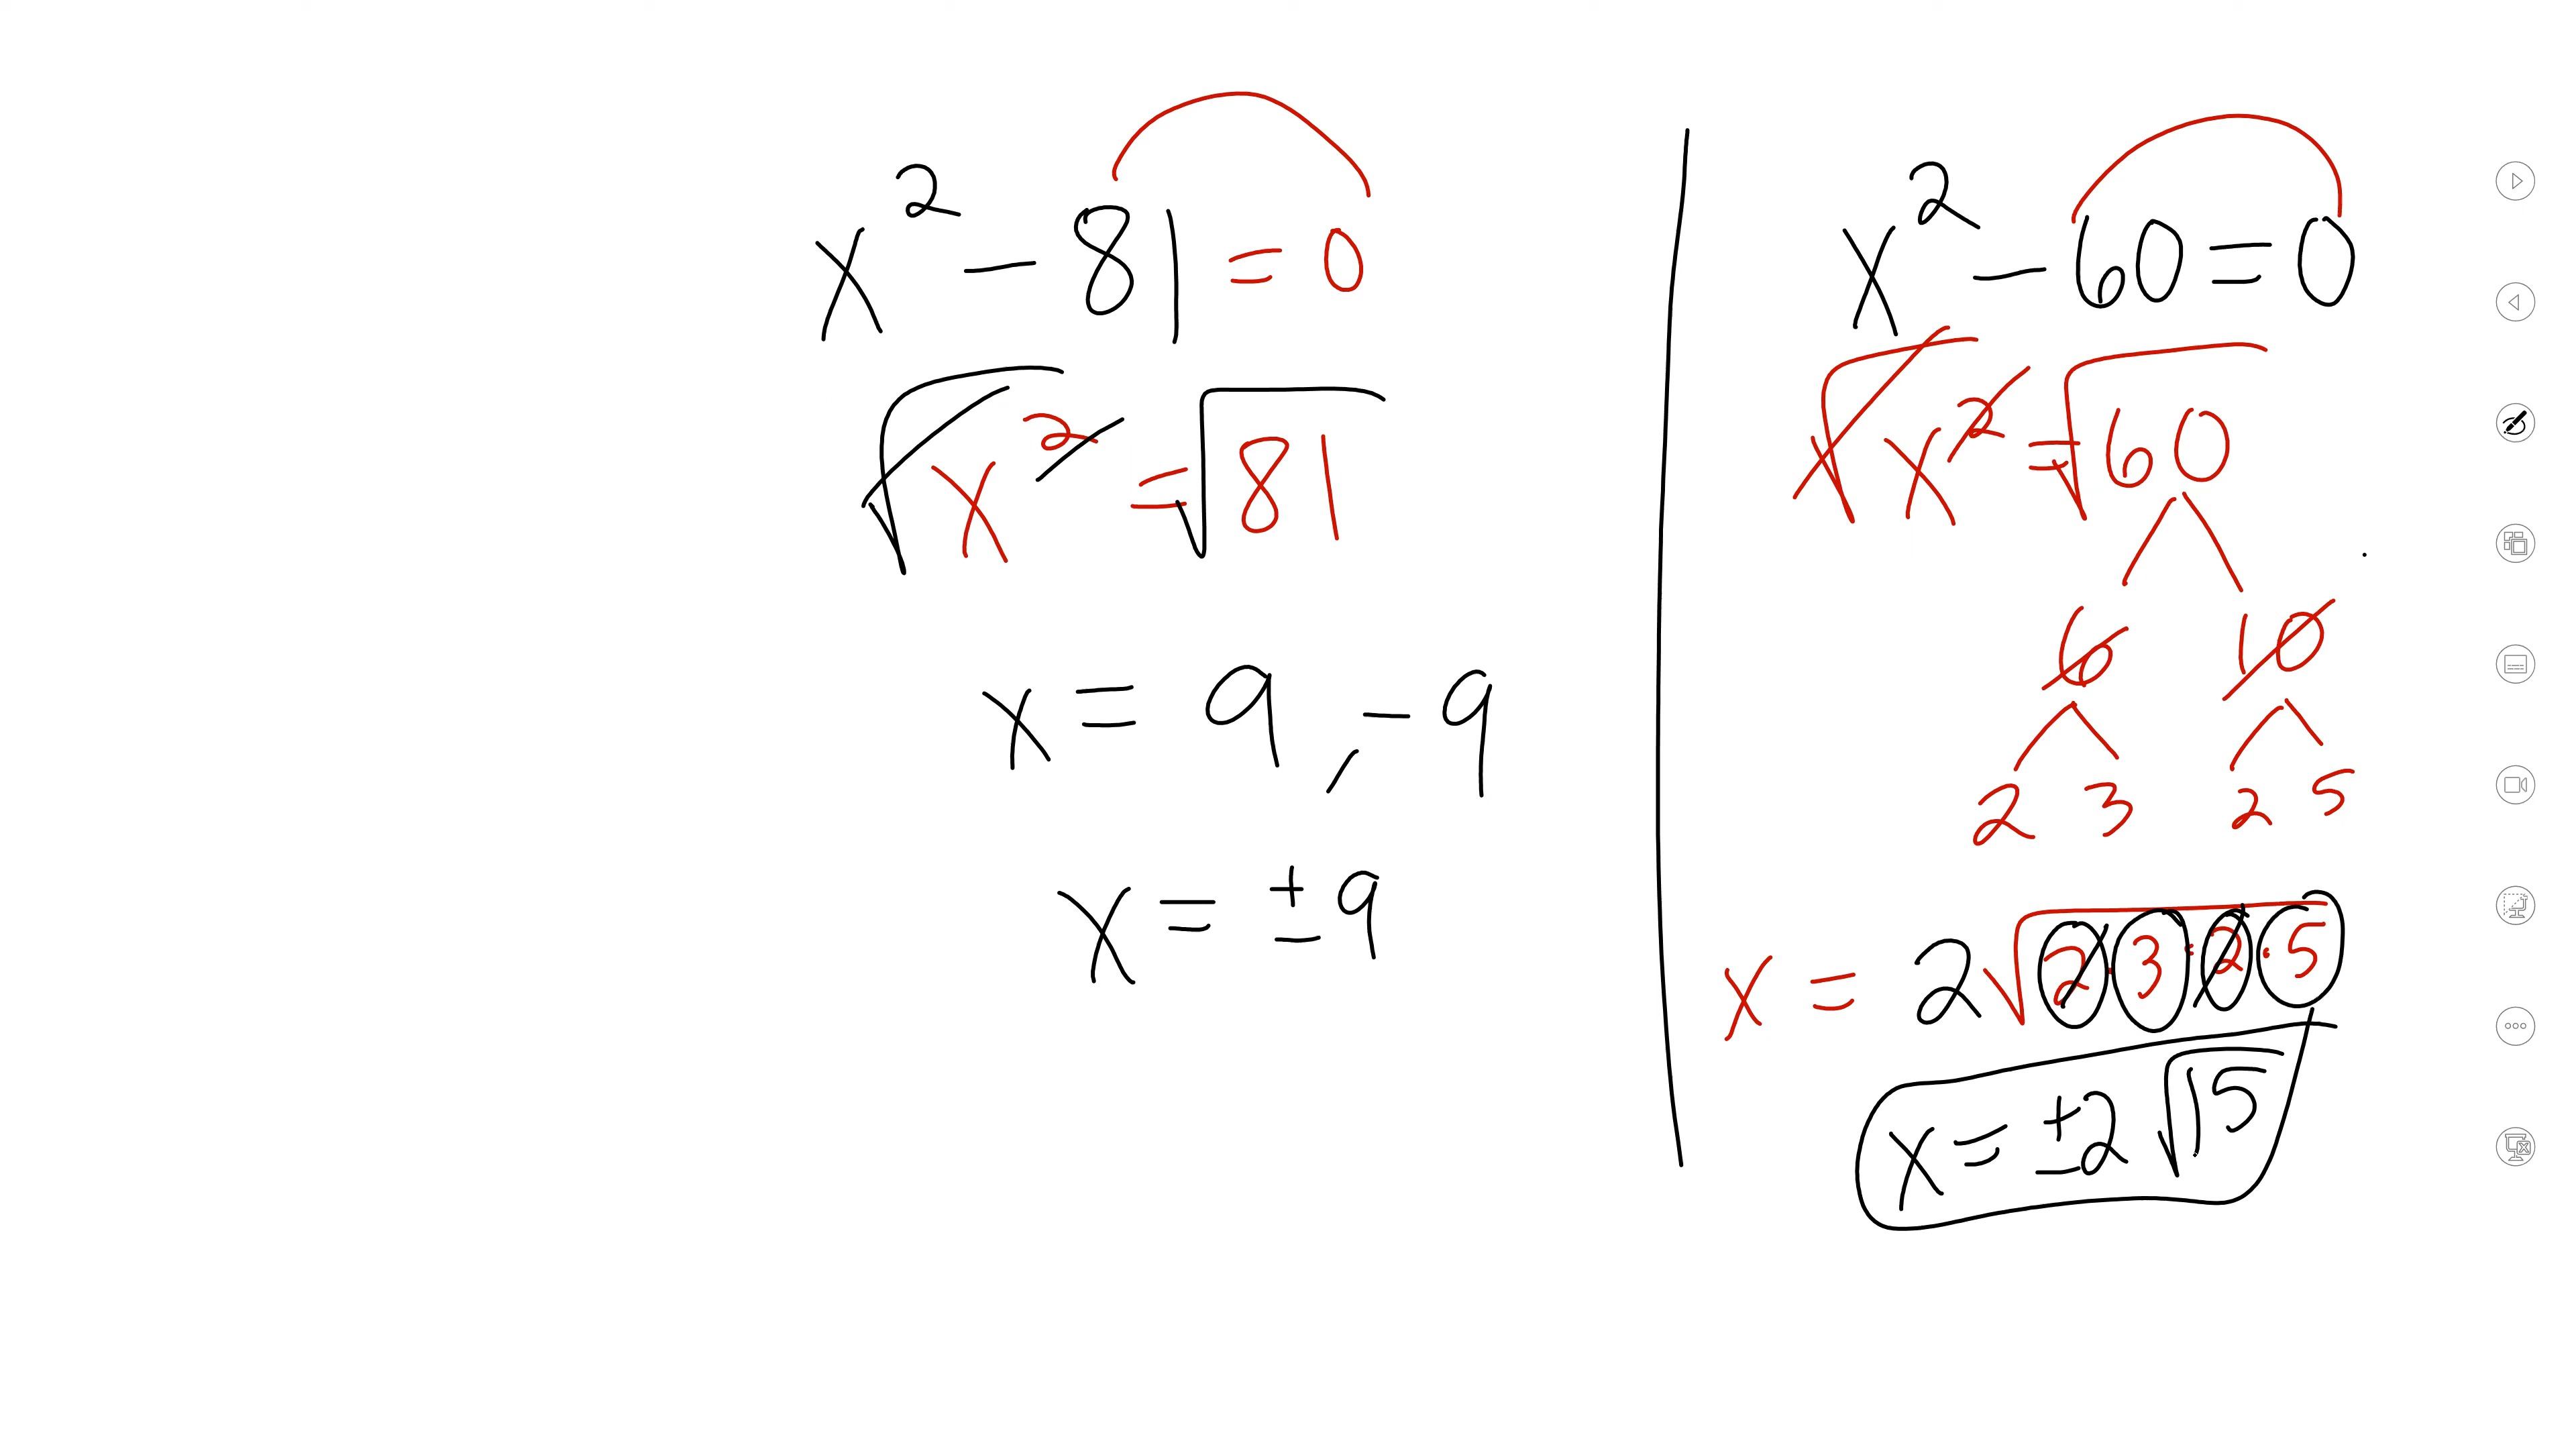 x² - 81 = 0
√x² = √81
x = 9, -9
x = ±9
x² - 60 = 0
√x² = √60
6 10
2 3 2 5
x = 2√2·3·2·5
x = ±2√15